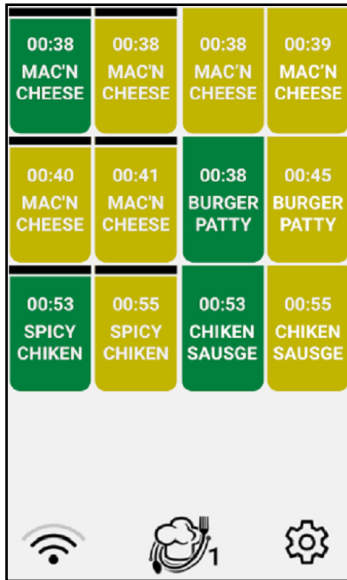 00:38
MAC'N
CHEESE
00:38
MAC'N
CHEESE
00:38
MAC'N
CHEESE
00:39
MAC'N
CHEESE
00:40
MAC'N
CHEESE
00:41
MAC'N
CHEESE
00:38
BURGER
PATTY
00:45
BURGER
PATTY
00:53
SPICY
CHIKEN
00:55
SPICY
CHIKEN
00:53
CHIKEN
SAUSGE
00:55
CHIKEN
SAUSGE
1